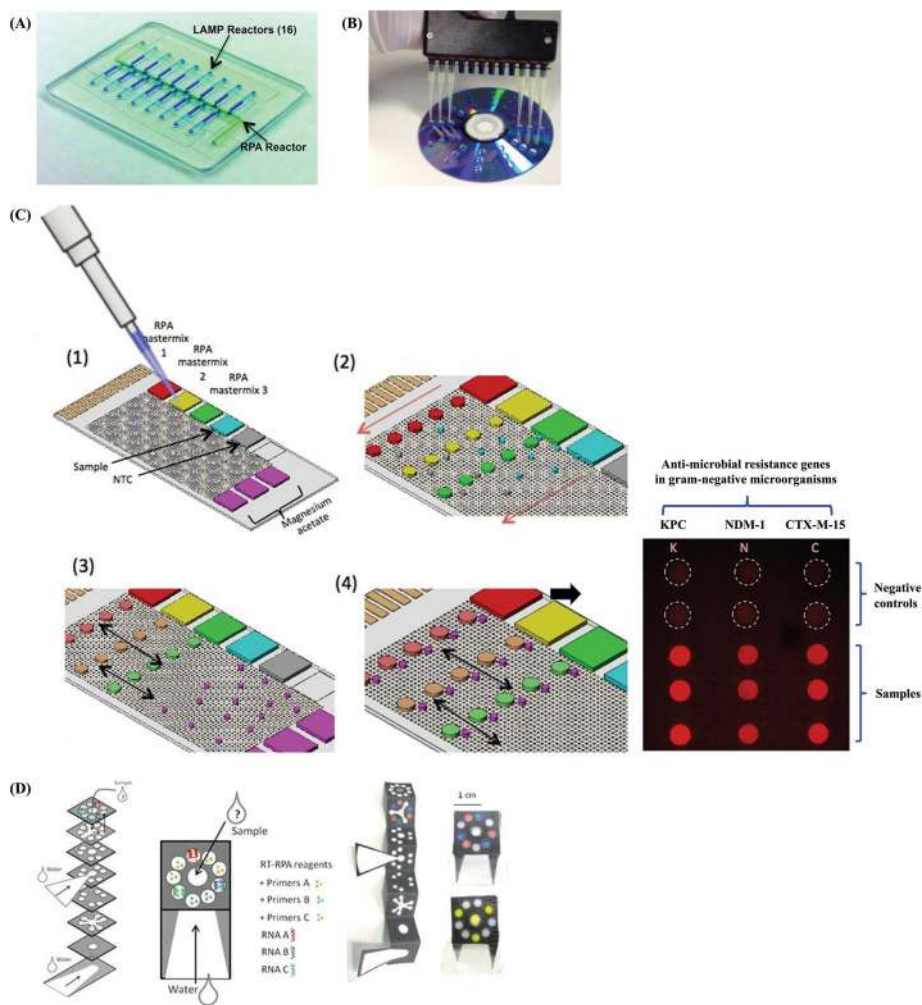 (A)
LAMP Reactors (16)
RPA Reactor
(B)
(C)
RPA
mastermix
1
RPA
mastermix
2
RPA
mastermix 3
(1)
Sample
NTC
Magnesium
acetate
(2)
(3)
(4)
Anti-microbial resistance genes
in gram-negative microorganisms
KPC NDM-1 CTX-M-15
K N C
Negative
controls
Samples
(D)
Sample
?
Water
Water
?
Sample
Water
RT-RPA reagents
+ Primers A
+ Primers B
+ Primers C
RNA A
RNA B
RNA C
1 cm